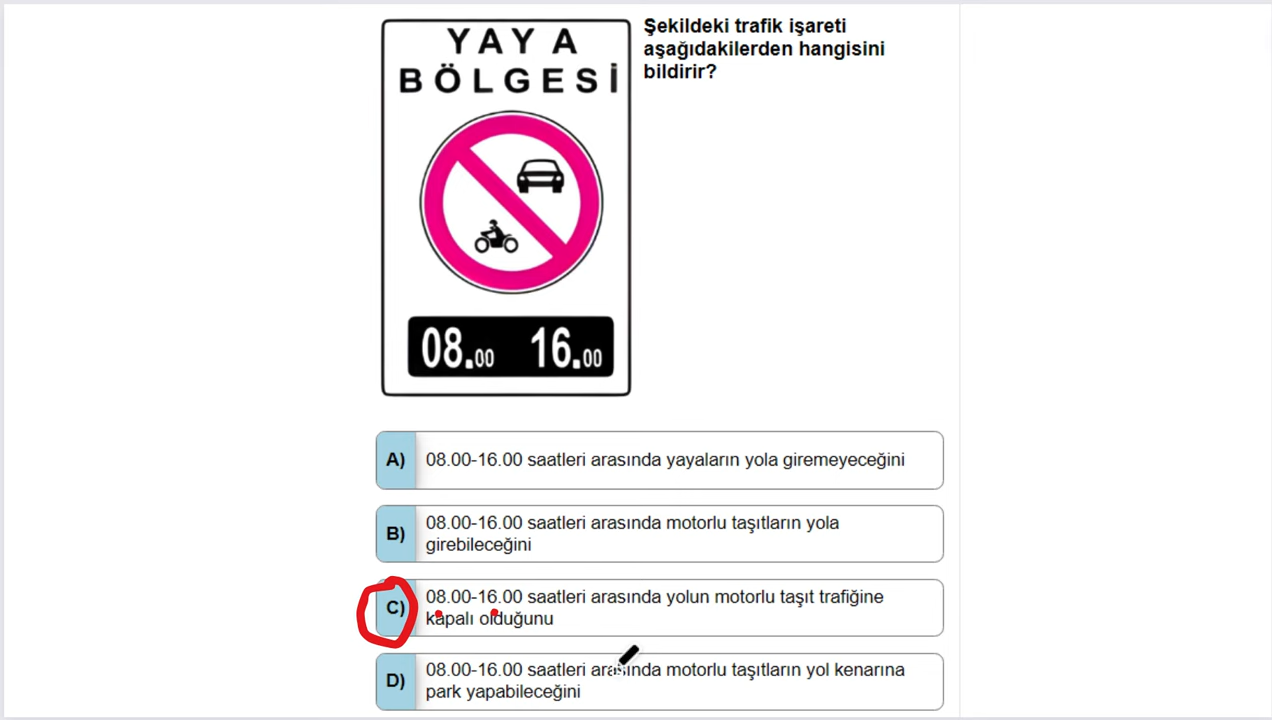 YAYA
BÖLGESİ
08.00 16.00
Şekildeki trafik işareti
aşağıdakilerden hangisini
bildirir?
A) 08.00-16.00 saatleri arasında yayaların yola giremeyeceğini
B) 08.00-16.00 saatleri arasında motorlu taşıtların yola
girebileceğini
C) 08.00-16.00 saatleri arasında yolun motorlu taşıt trafiğine
kapalı olduğunu
D) 08.00-16.00 saatleri arasında motorlu taşıtların yol kenarına
park yapabileceğini